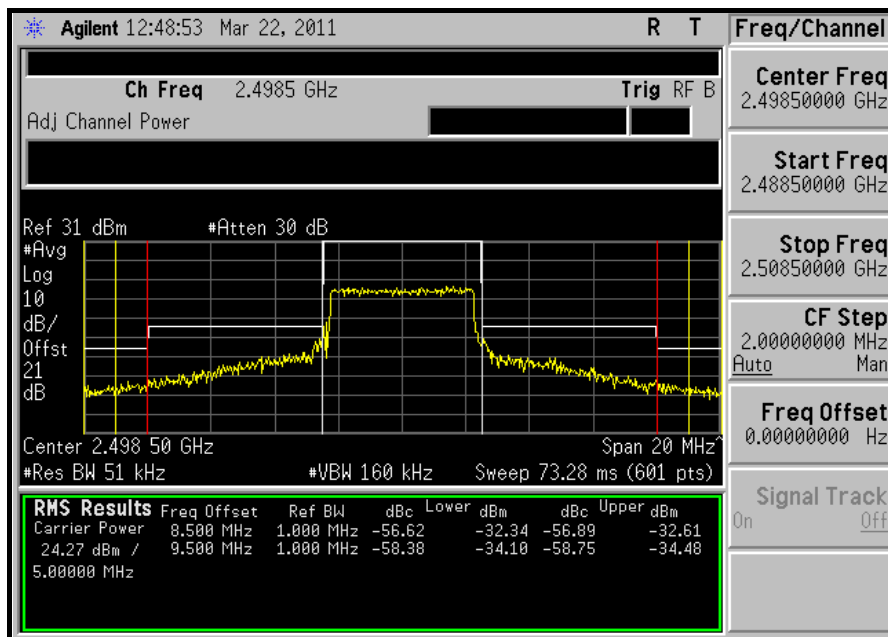 Agilent 12:48:53 Mar 22, 2011 R T
Freq/Channel
Ch Freq 2.4985 GHz Trig RF B
Adj Channel Power
Center Freq
2.49850000 GHz
Start Freq
2.48850000 GHz
Stop Freq
2.50850000 GHz
CF Step
2.00000000 MHz
Auto Man
Freq Offset
0.00000000 Hz
Signal Track
On Off
Ref 31 dBm #Atten 30 dB
#Avg
Log
10
dB/
Offst
21
dB
Center 2.498 50 GHz Span 20 MHz^
#Res BW 51 kHz #VBW 160 kHz Sweep 73.28 ms (601 pts)
RMS Results Freq Offset Ref BW dBc Lower dBm dBc Upper dBm
Carrier Power 8.500 MHz 1.000 MHz -56.62 -32.34 -56.89 -32.61
24.27 dBm / 9.500 MHz 1.000 MHz -58.38 -34.10 -58.75 -34.48
5.00000 MHz